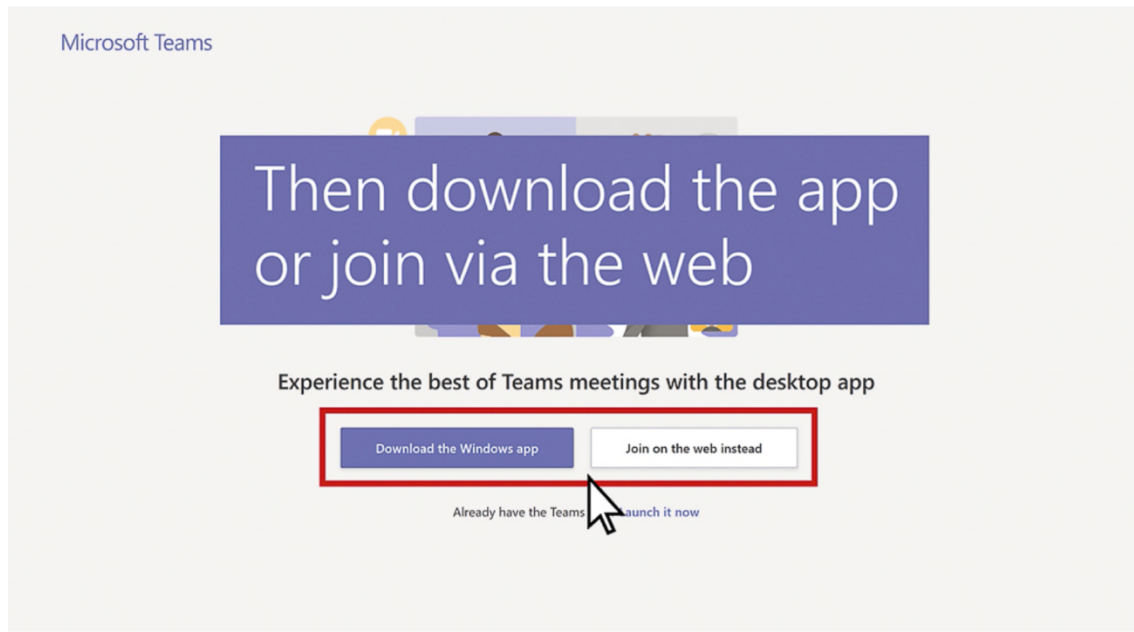 Microsoft Teams
Then download the app
or join via the web
Experience the best of Teams meetings with the desktop app
Download the Windows app
Join on the web instead
Already have the Teams aunch it now